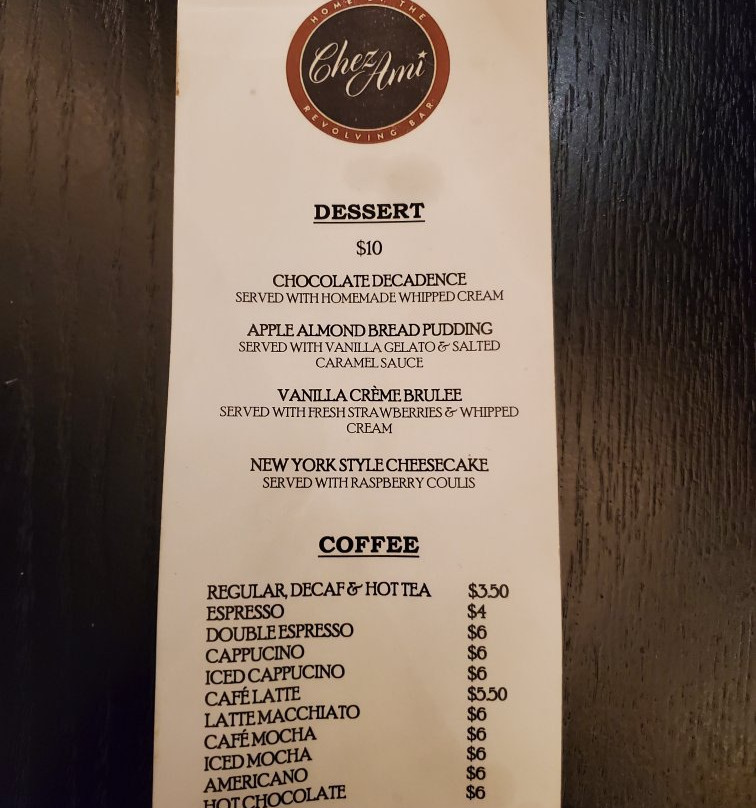 HOME OF THE
Chez Ami
REVOLVING BAR
DESSERT
$10
CHOCOLATE DECADENCE
SERVED WITH HOMEMADE WHIPPED CREAM
APPLE ALMOND BREAD PUDDING
SERVED WITH VANILLA GELATO & SALTED
CARAMEL SAUCE
VANILLA CRÈME BRULEE
SERVED WITH FRESH STRAWBERRIES & WHIPPED
CREAM
NEW YORK STYLE CHEESECAKE
SERVED WITH RASPBERRY COULIS
COFFEE
REGULAR, DECAF & HOT TEA $3.50
ESPRESSO $4
DOUBLE ESPRESSO $6
CAPPUCINO $6
ICED CAPPUCINO $6
CAFÉ LATTE $5.50
LATTE MACCHIATO $6
CAFÉ MOCHA $6
ICED MOCHA $6
AMERICANO $6
HOT CHOCOLATE $6